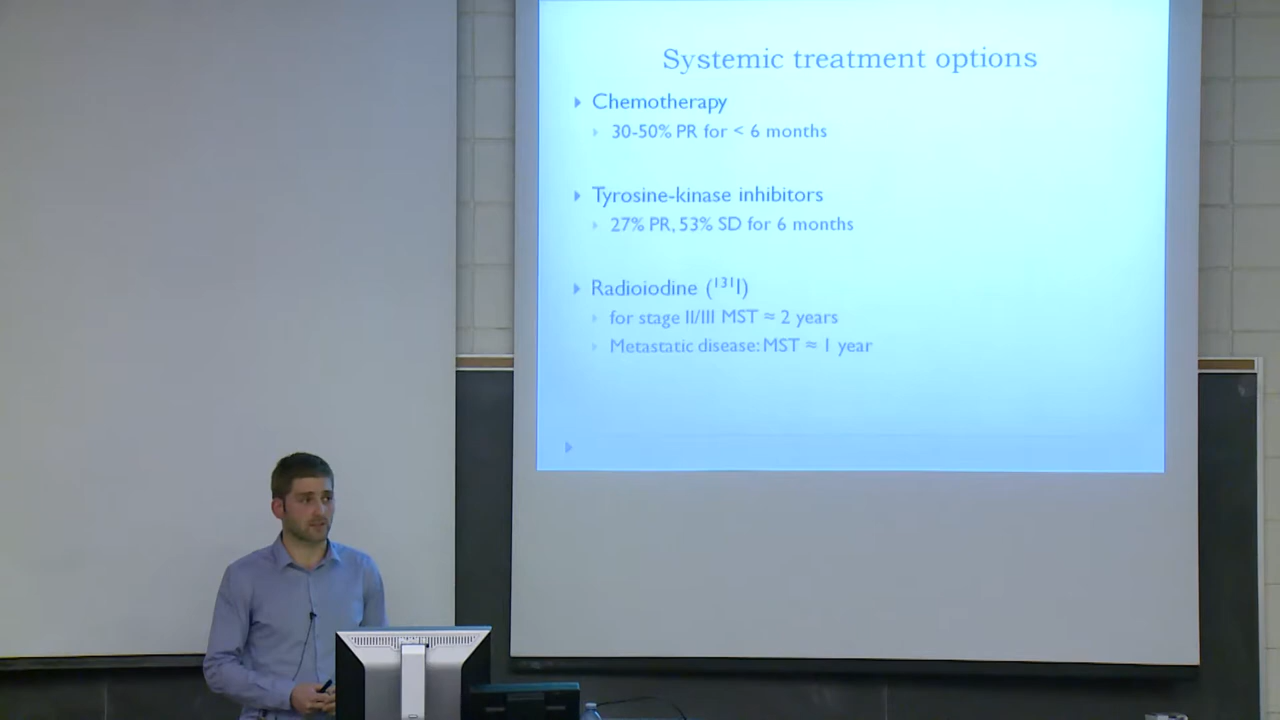 Systemic treatment options
Chemotherapy
30-50% PR for < 6 months
Tyrosine-kinase inhibitors
27% PR, 53% SD for 6 months
Radioiodine (¹³¹I)
for stage II/III MST ≈ 2 years
Metastatic disease: MST ≈ 1 year